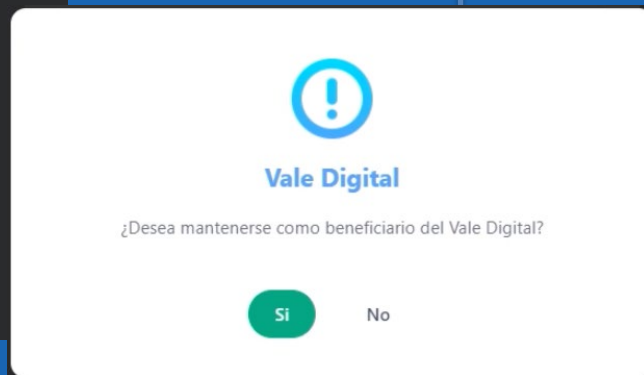 Vale Digital
¿Desea mantenerse como beneficiario del Vale Digital?
Si
No